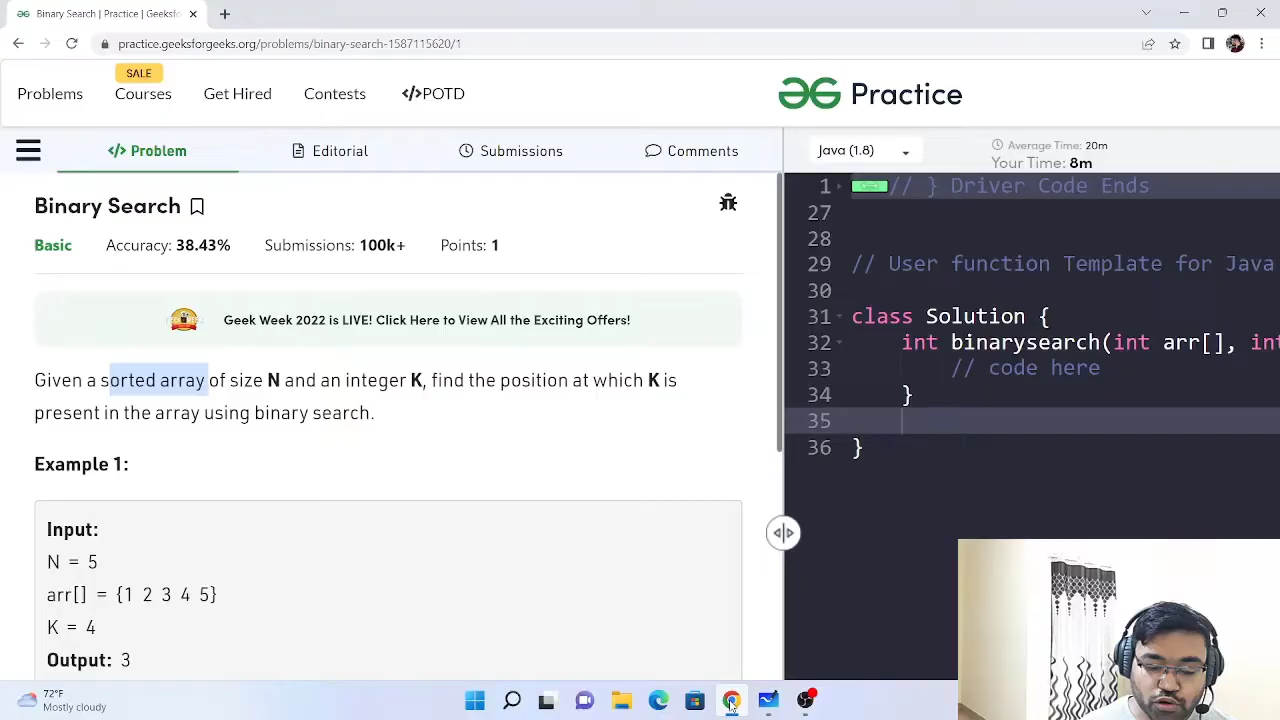 Binary Search | Practice | Geeksf
practice.geeksforgeeks.org/problems/binary-search-1587115620/1
SALE
Problems Courses Get Hired Contests </>POTD
Practice
</> Problem Editorial Submissions Comments
Java (1.8)
Average Time: 20m
Your Time: 8m
Binary Search
Basic Accuracy: 38.43% Submissions: 100k+ Points: 1
Geek Week 2022 is LIVE! Click Here to View All the Exciting Offers!
Given a sorted array of size N and an integer K, find the position at which K is
present in the array using binary search.
Example 1:
Input:
N = 5
arr[] = {1 2 3 4 5}
K = 4
Output: 3
1 // } Driver Code Ends
27
28
29 // User function Template for Java
30
31 class Solution {
32 int binarysearch(int arr[], int
33 // code here
34 }
35
36 }
72°F
Mostly cloudy